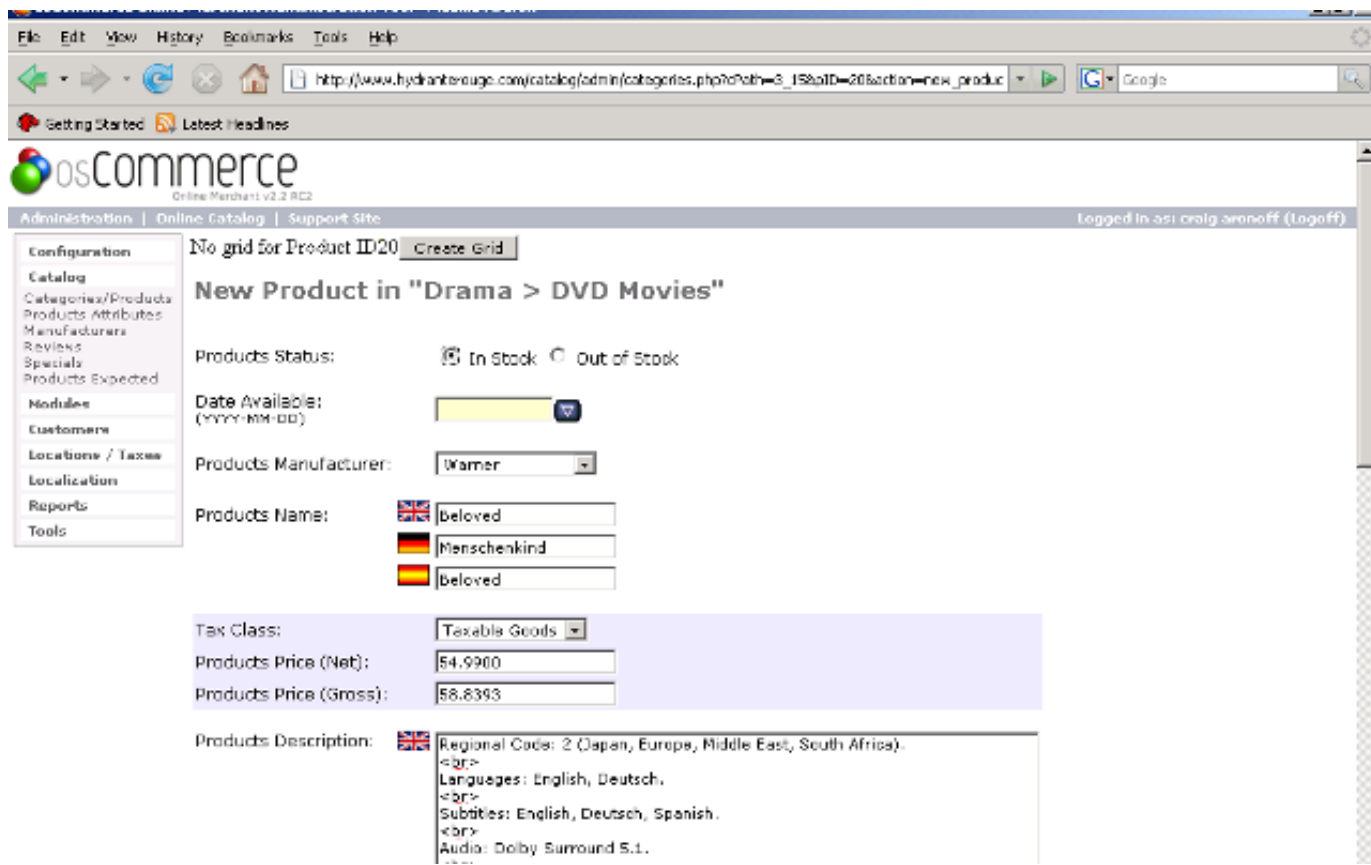 File Edit View History Bookmarks Tools Help
http://www.hydranterouge.com/catalog/admin/categories.php?cPath=3_15&pID=20&action=new_produc
Google
Getting Started Latest Headlines
osCommerce
Online Merchant v2.2 RC2
Administration | Online Catalog | Support Site
Logged in as: craig aronoff (Logoff)
Configuration
Catalog
Categories/Products
Products Attributes
Manufacturers
Reviews
Specials
Products Expected
Modules
Customers
Locations / Taxes
Localization
Reports
Tools
No grid for Product ID20 Create Grid
New Product in "Drama > DVD Movies"
Products Status: In Stock Out of Stock
Date Available:
(YYYY-MM-DD)
Products Manufacturer: Warner
Products Name: Beloved
Menschenkind
Beloved
Tax Class: Taxable Goods
Products Price (Net): 54.9900
Products Price (Gross): 58.8393
Products Description: Regional Code: 2 (Japan, Europe, Middle East, South Africa).
<br>
Languages: English, Deutsch.
<br>
Subtitles: English, Deutsch, Spanish.
<br>
Audio: Dolby Surround 5.1.